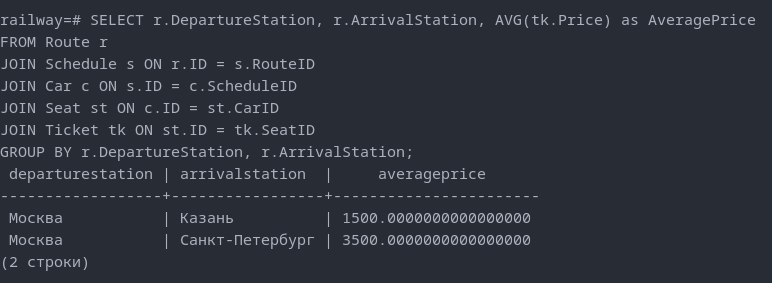 railway=# SELECT r.DepartureStation, r.ArrivalStation, AVG(tk.Price) as AveragePrice
FROM Route r
JOIN Schedule s ON r.ID = s.RouteID
JOIN Car c ON s.ID = c.ScheduleID
JOIN Seat st ON c.ID = st.CarID
JOIN Ticket tk ON st.ID = tk.SeatID
GROUP BY r.DepartureStation, r.ArrivalStation;
 departurestation | arrivalstation  |     averageprice
------------------+-----------------+-----------------------
 Москва           | Казань          | 1500.0000000000000000
 Москва           | Санкт-Петербург | 3500.0000000000000000
(2 строки)